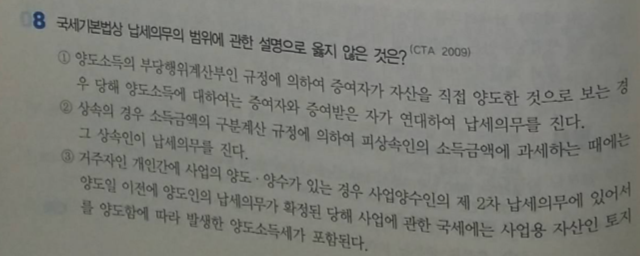 08 국세기본법상 납세의무의 범위에 관한 설명으로 옳지 않은 것은? (CTA 2009)
① 양도소득의 부당행위계산부인 규정에 의하여 증여자가 자산을 직접 양도한 것으로 보는 경
우 당해 양도소득에 대하여는 증여자와 증여받은 자가 연대하여 납세의무를 진다.
② 상속의 경우 소득금액의 구분계산 규정에 의하여 피상속인의 소득금액에 과세하는 때에는
그 상속인이 납세의무를 진다.
③ 거주자인 개인간에 사업의 양도·양수가 있는 경우 사업양수인의 제 2차 납세의무에 있어서
양도일 이전에 양도인의 납세의무가 확정된 당해 사업에 관한 국세에는 사업용 자산인 토지
를 양도함에 따라 발생한 양도소득세가 포함된다.